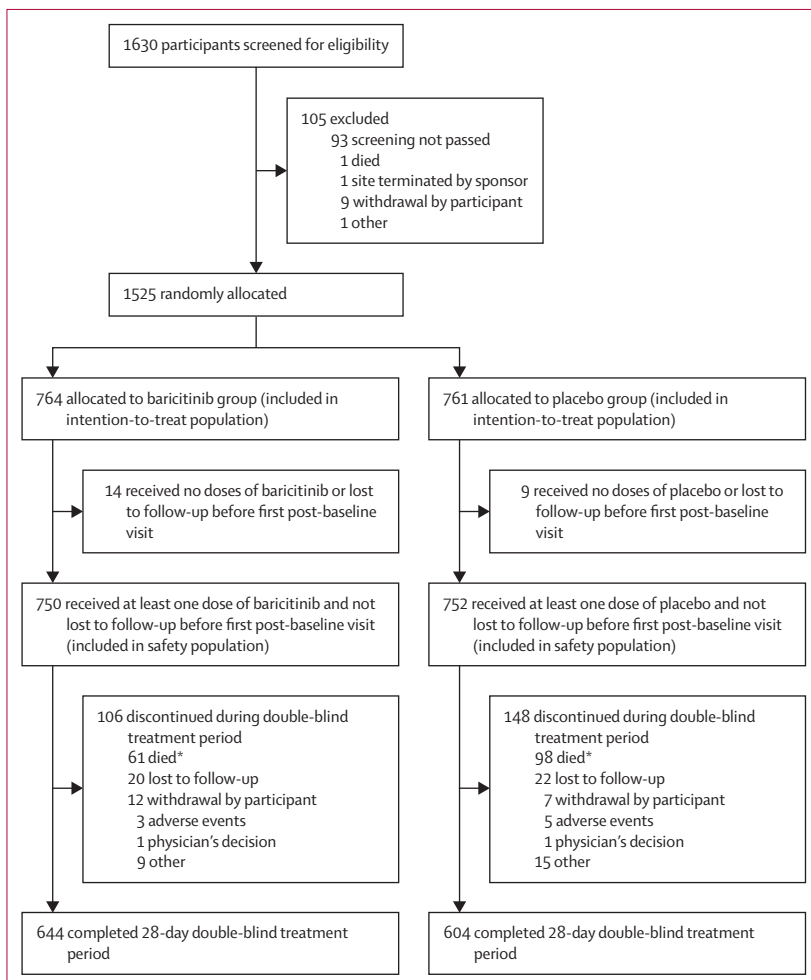 1630 participants screened for eligibility
105 excluded
93 screening not passed
1 died
1 site terminated by sponsor
9 withdrawal by participant
1 other
1525 randomly allocated
764 allocated to baricitinib group (included in
intention-to-treat population)
761 allocated to placebo group (included in
intention-to-treat population)
14 received no doses of baricitinib or lost
to follow-up before first post-baseline
visit
9 received no doses of placebo or lost to
follow-up before first post-baseline
visit
750 received at least one dose of baricitinib and not
lost to follow-up before first post-baseline visit
(included in safety population)
752 received at least one dose of placebo and not
lost to follow-up before first post-baseline visit
(included in safety population)
106 discontinued during double-blind
treatment period
61 died*
20 lost to follow-up
12 withdrawal by participant
3 adverse events
1 physician's decision
9 other
148 discontinued during double-blind
treatment period
98 died*
22 lost to follow-up
7 withdrawal by participant
5 adverse events
1 physician's decision
15 other
644 completed 28-day double-blind treatment
period
604 completed 28-day double-blind treatment
period